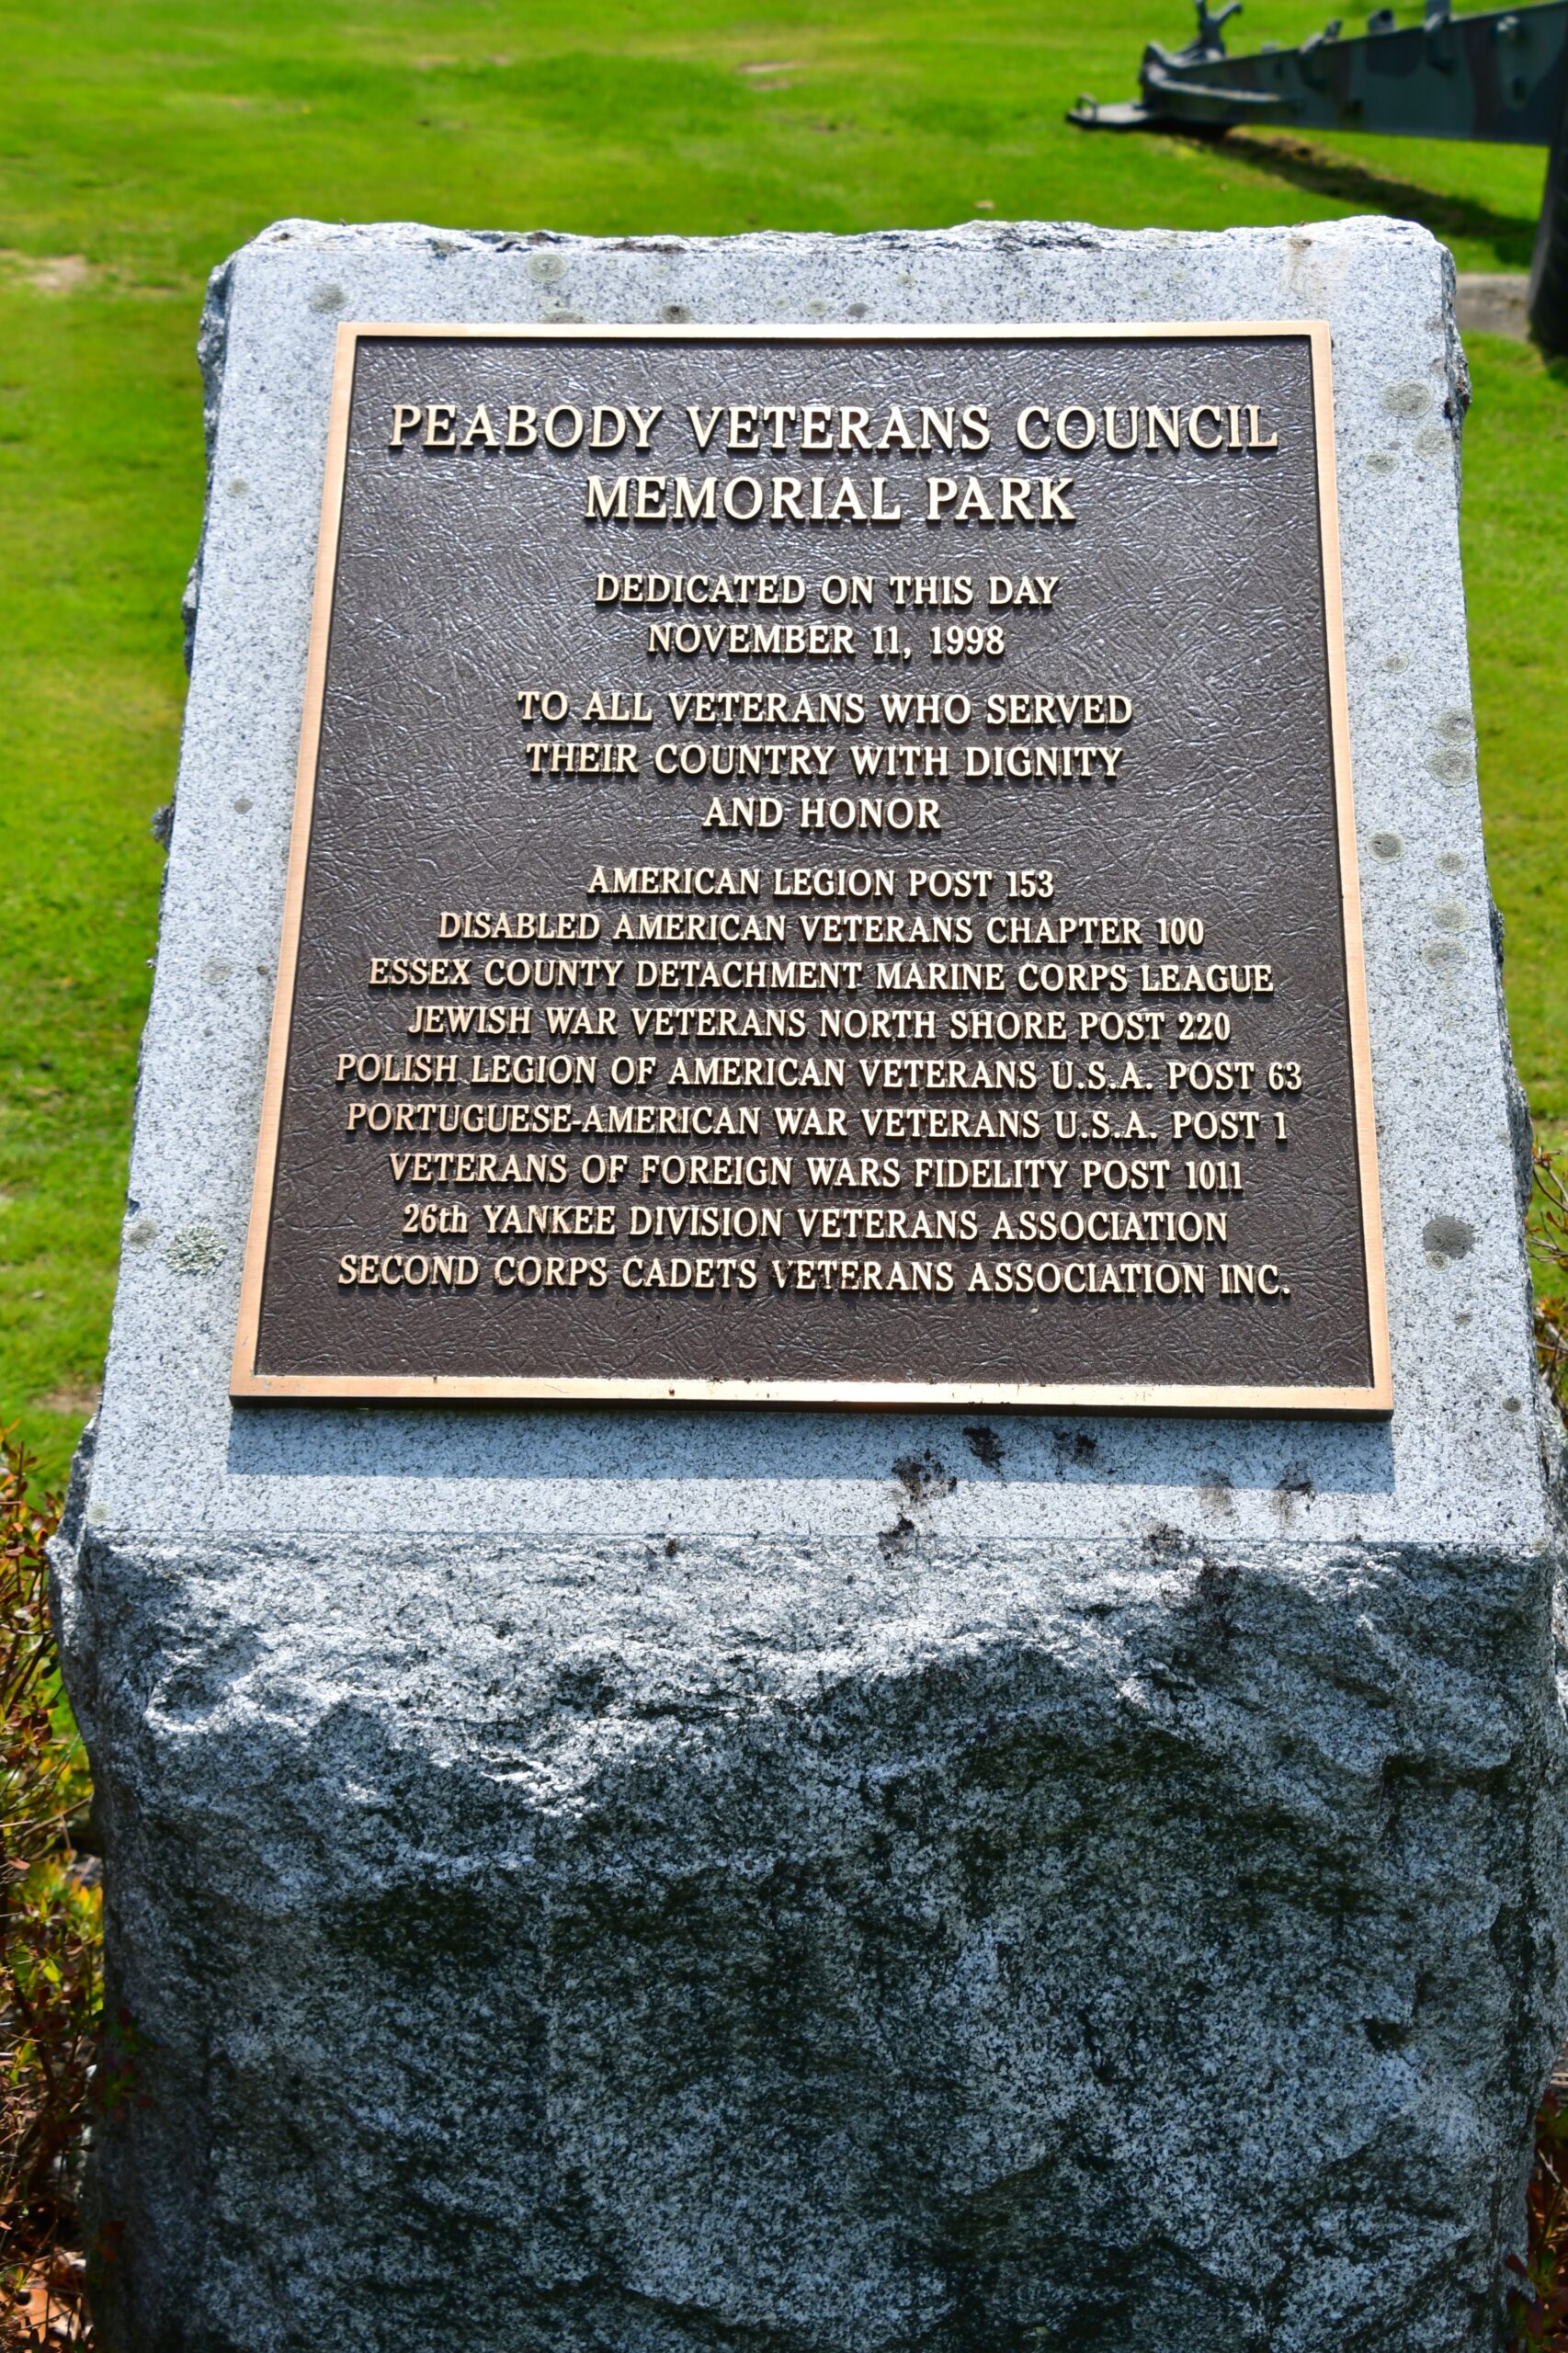 PEABODY VETERANS COUNCIL
MEMORIAL PARK
DEDICATED ON THIS DAY
NOVEMBER 11, 1998
TO ALL VETERANS WHO SERVED
THEIR COUNTRY WITH DIGNITY
AND HONOR
AMERICAN LEGION POST 153
DISABLED AMERICAN VETERANS CHAPTER 100
ESSEX COUNTY DETACHMENT MARINE CORPS LEAGUE
JEWISH WAR VETERANS NORTH SHORE POST 220
POLISH LEGION OF AMERICAN VETERANS U.S.A. POST 63
PORTUGUESE-AMERICAN WAR VETERANS U.S.A. POST 1
VETERANS OF FOREIGN WARS FIDELITY POST 1011
26th YANKEE DIVISION VETERANS ASSOCIATION
SECOND CORPS CADETS VETERANS ASSOCIATION INC.